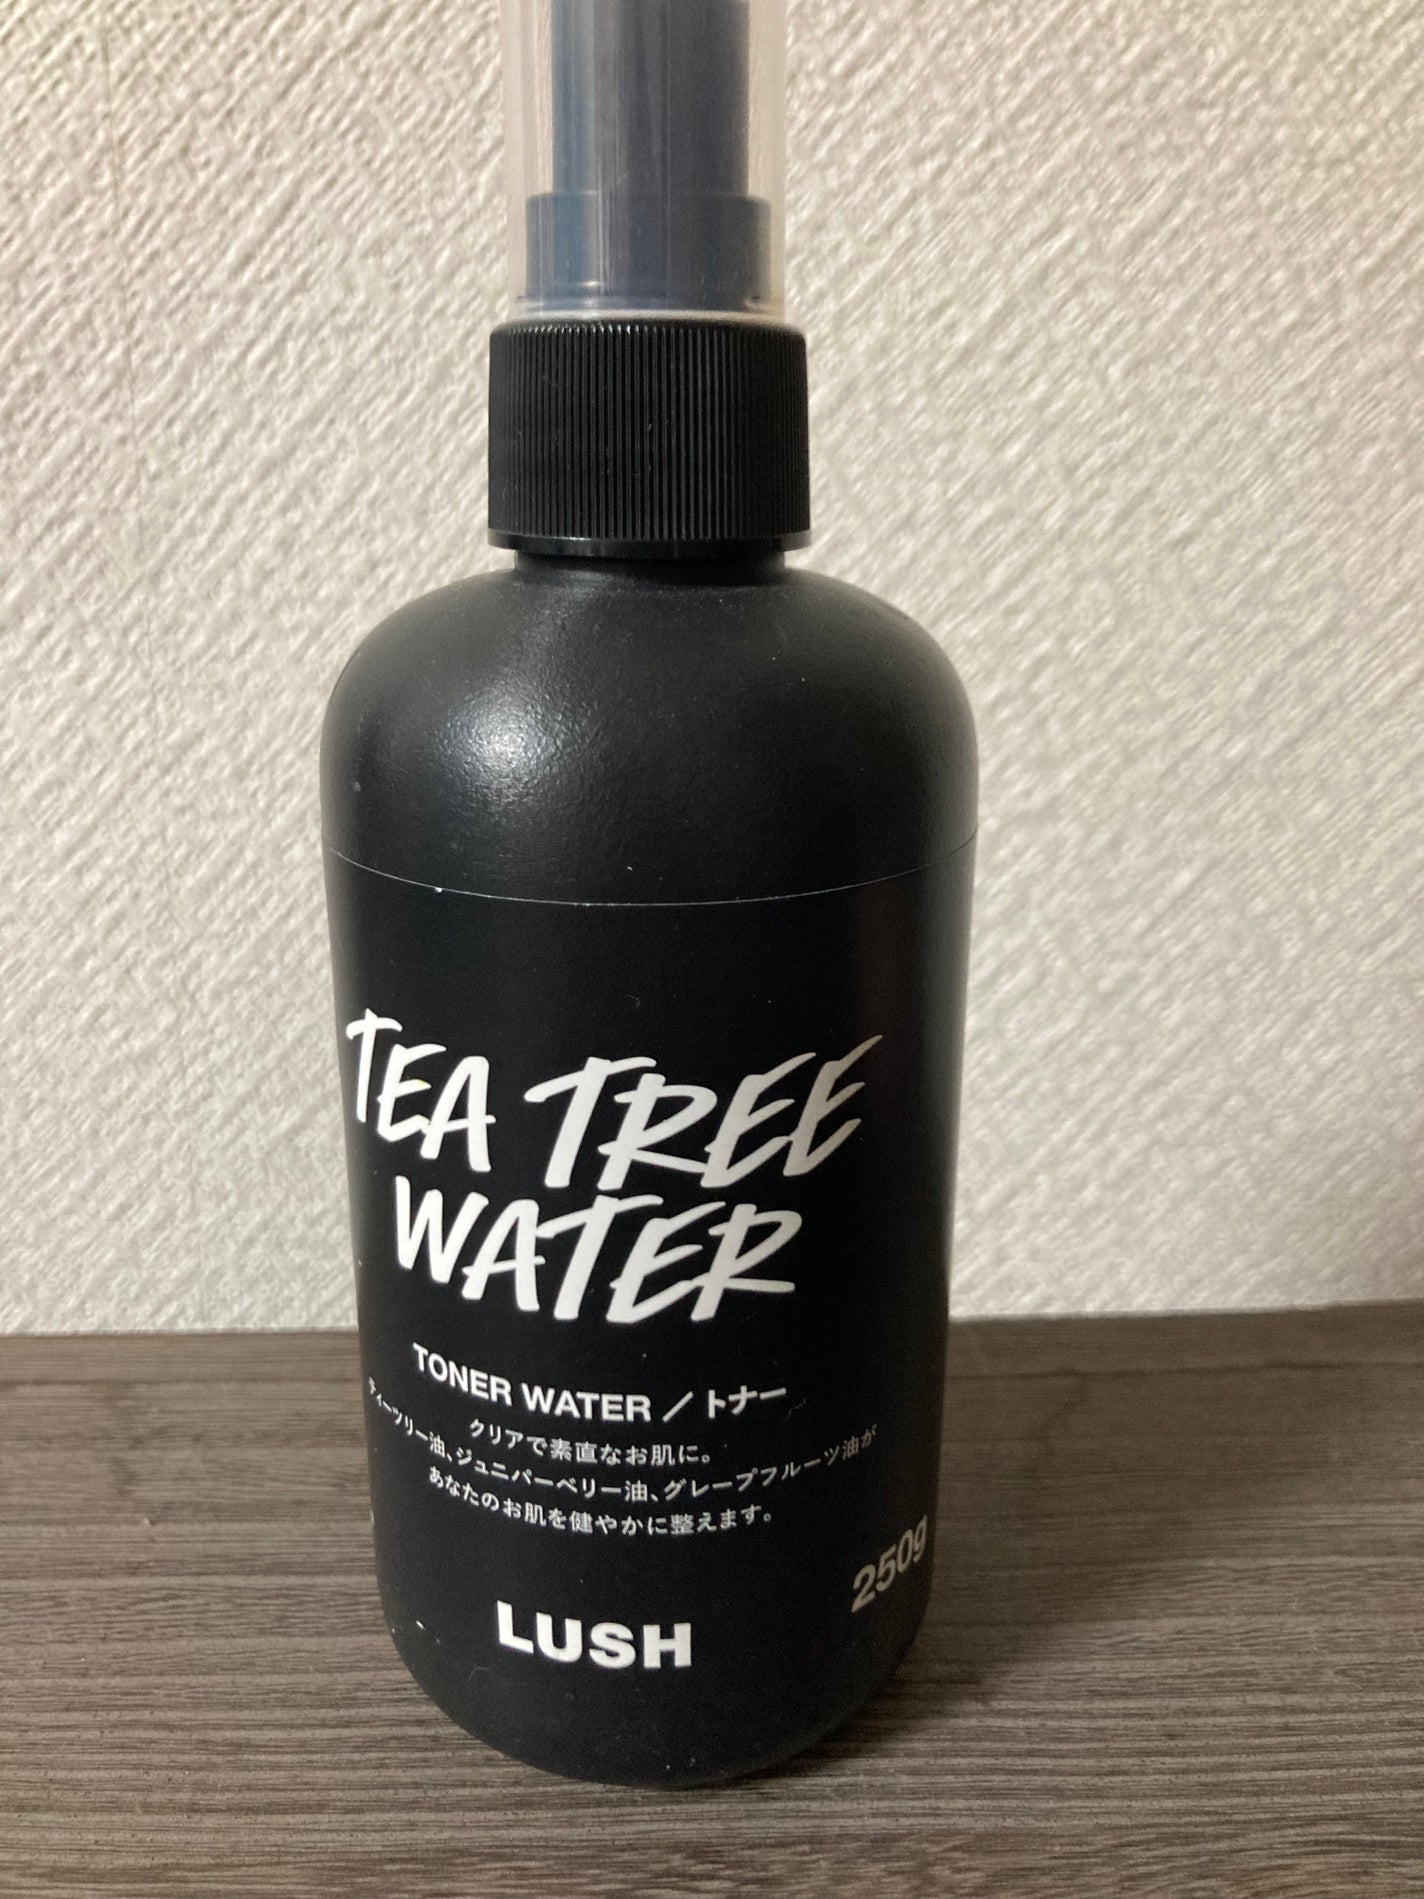 TEA TREE
WATER
TONER WATER／トナー
クリアで素直なお肌に。
ティーツリー油、ジュニパーベリー油、グレープフルーツ油が
あなたのお肌を健やかに整えます。
250g
LUSH